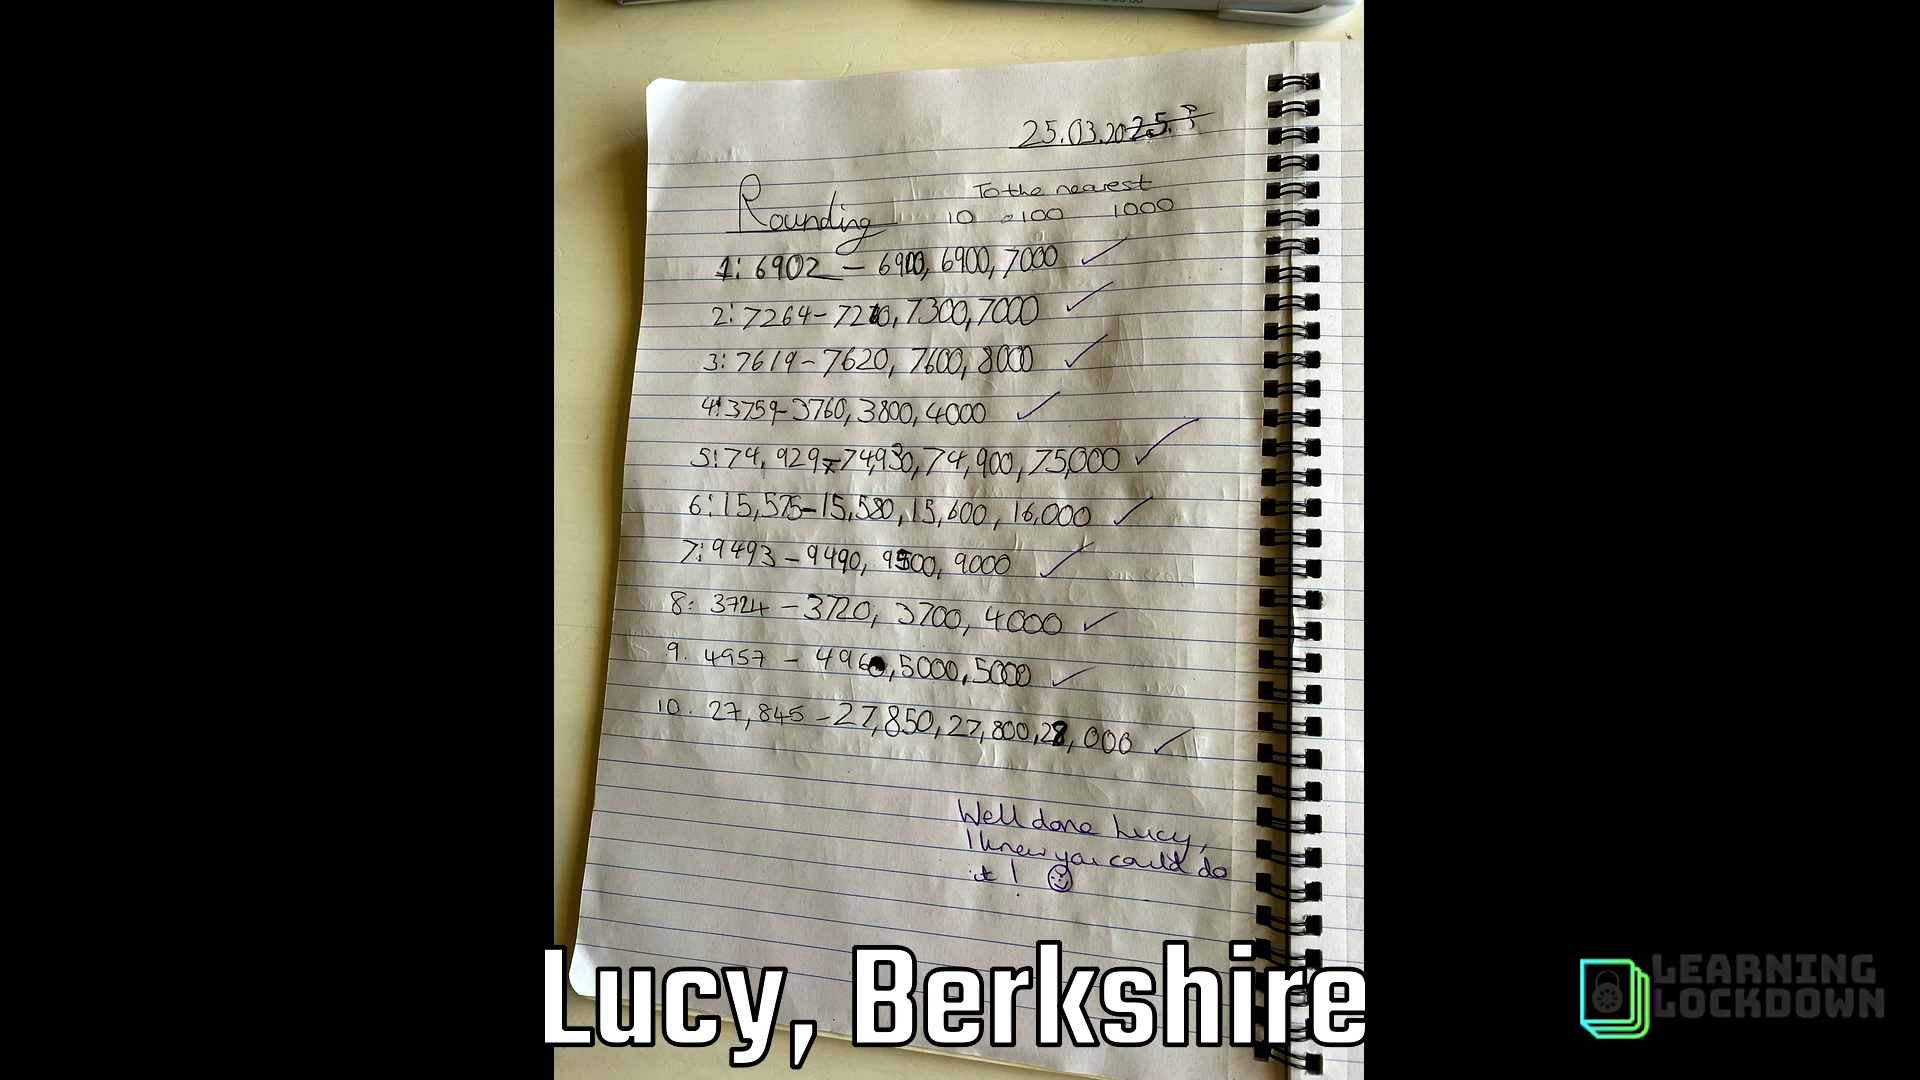 25.03.20
Rounding
To the nearest
10 100 1000
1: 6902 – 6900, 6900, 7000
2: 7264 – 7260, 7300, 7000
3: 7619 – 7620, 7600, 8000
4: 3759 – 3760, 3800, 4000
5: 74,929 – 74,930, 74,900, 75,000
6: 15,575 – 15,580, 15,600, 16,000
7: 9493 – 9490, 9500, 9000
8: 3724 – 3720, 3700, 4000
9. 4957 – 4960, 5000, 5000
10. 27,845 – 27,850, 27,800, 28,000
Well done Lucy,
I knew you could do
it!
Lucy, Berkshire
LEARNING
LOCKDOWN